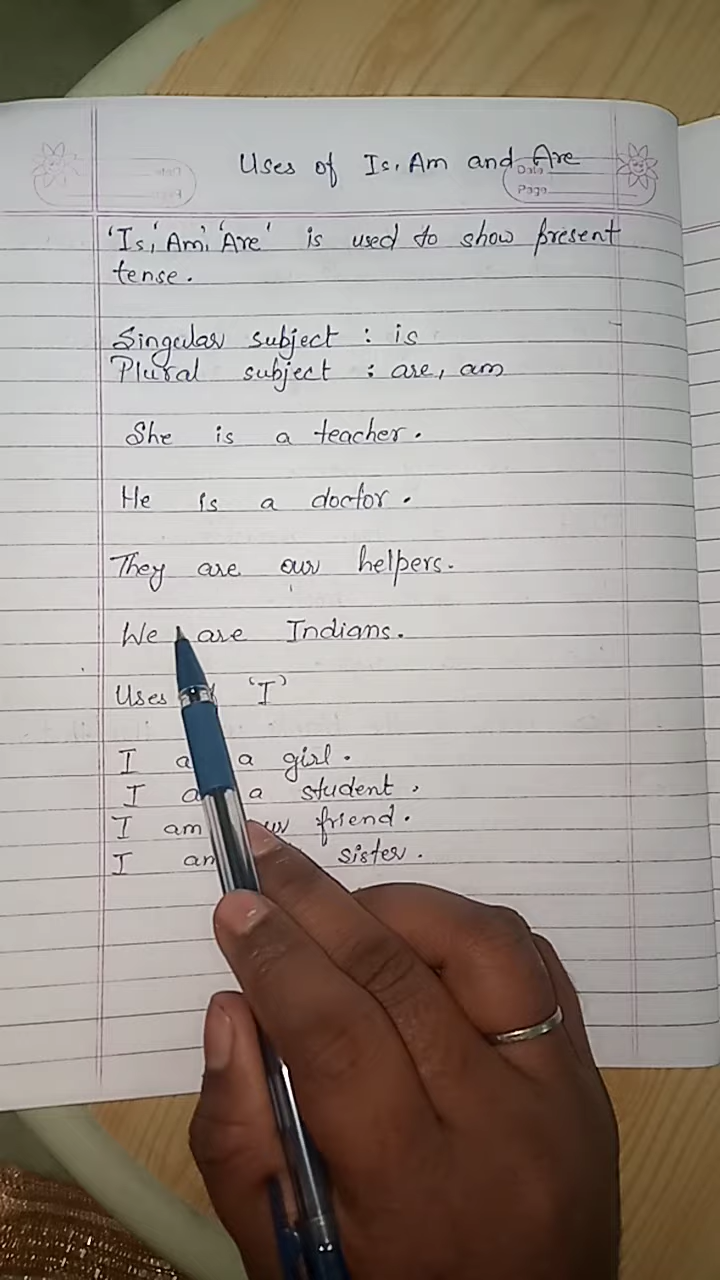 Uses of Is, Am and Are
Date
Page
'Is,' 'Am,' 'Are' is used to show present
tense.
Singular subject : is
Plural subject : are, am
She is a teacher.
He is a doctor.
They are our helpers.
We are Indians.
Uses 'I'
I a girl.
I a student.
I am friend.
I sister.